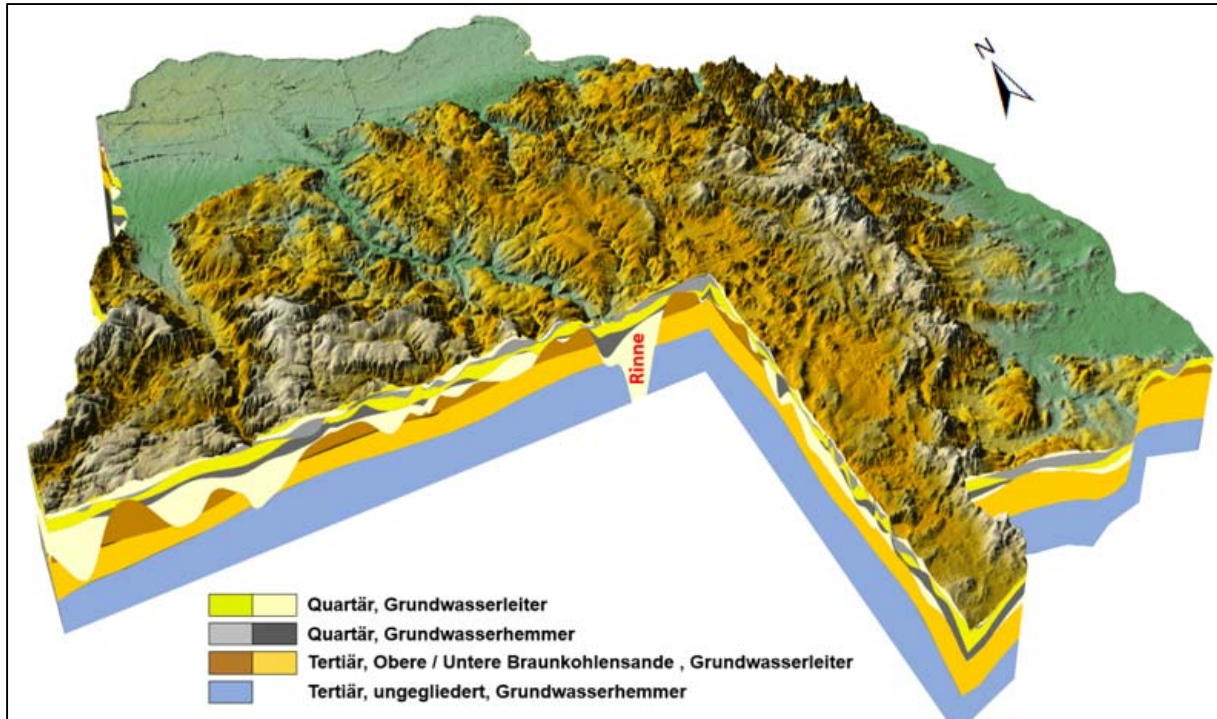 N
Rinne
Quartär, Grundwasserleiter
Quartär, Grundwasserhemmer
Tertiär, Obere / Untere Braunkohlensande , Grundwasserleiter
Tertiär, ungegliedert, Grundwasserhemmer